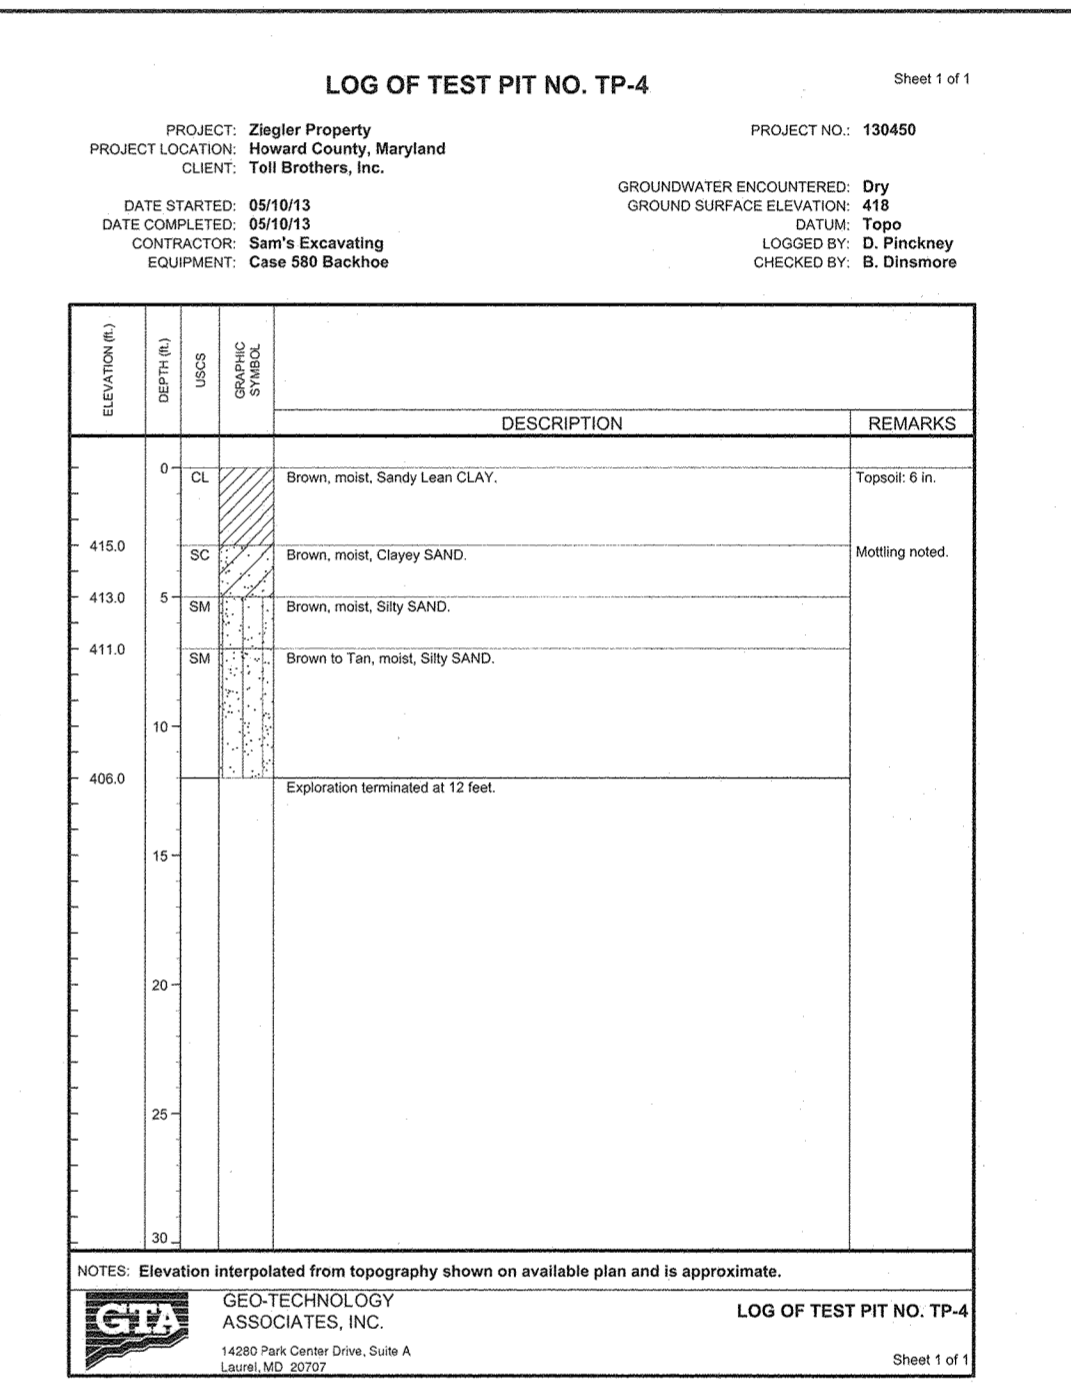 LOG OF TEST PIT NO. TP-4
Sheet 1 of 1
PROJECT: Ziegler Property
PROJECT LOCATION: Howard County, Maryland
CLIENT: Toll Brothers, Inc.
PROJECT NO.: 130450
DATE STARTED: 05/10/13
DATE COMPLETED: 05/10/13
CONTRACTOR: Sam's Excavating
EQUIPMENT: Case 580 Backhoe
GROUNDWATER ENCOUNTERED: Dry
GROUND SURFACE ELEVATION: 418
DATUM: Topo
LOGGED BY: D. Pinckney
CHECKED BY: B. Dinsmore
ELEVATION (ft.)
DEPTH (ft.)
USCS
GRAPHIC
SYMBOL
DESCRIPTION
REMARKS
0
CL Brown, moist, Sandy Lean CLAY. Topsoil: 6 in.
415.0
SC Brown, moist, Clayey SAND. Mottling noted.
413.0 5
SM Brown, moist, Silty SAND.
411.0
SM Brown to Tan, moist, Silty SAND.
10
406.0
Exploration terminated at 12 feet.
15
20
25
30
NOTES: Elevation interpolated from topography shown on available plan and is approximate.
GTA
GEO-TECHNOLOGY
ASSOCIATES, INC.
14280 Park Center Drive, Suite A
Laurel, MD 20707
LOG OF TEST PIT NO. TP-4
Sheet 1 of 1